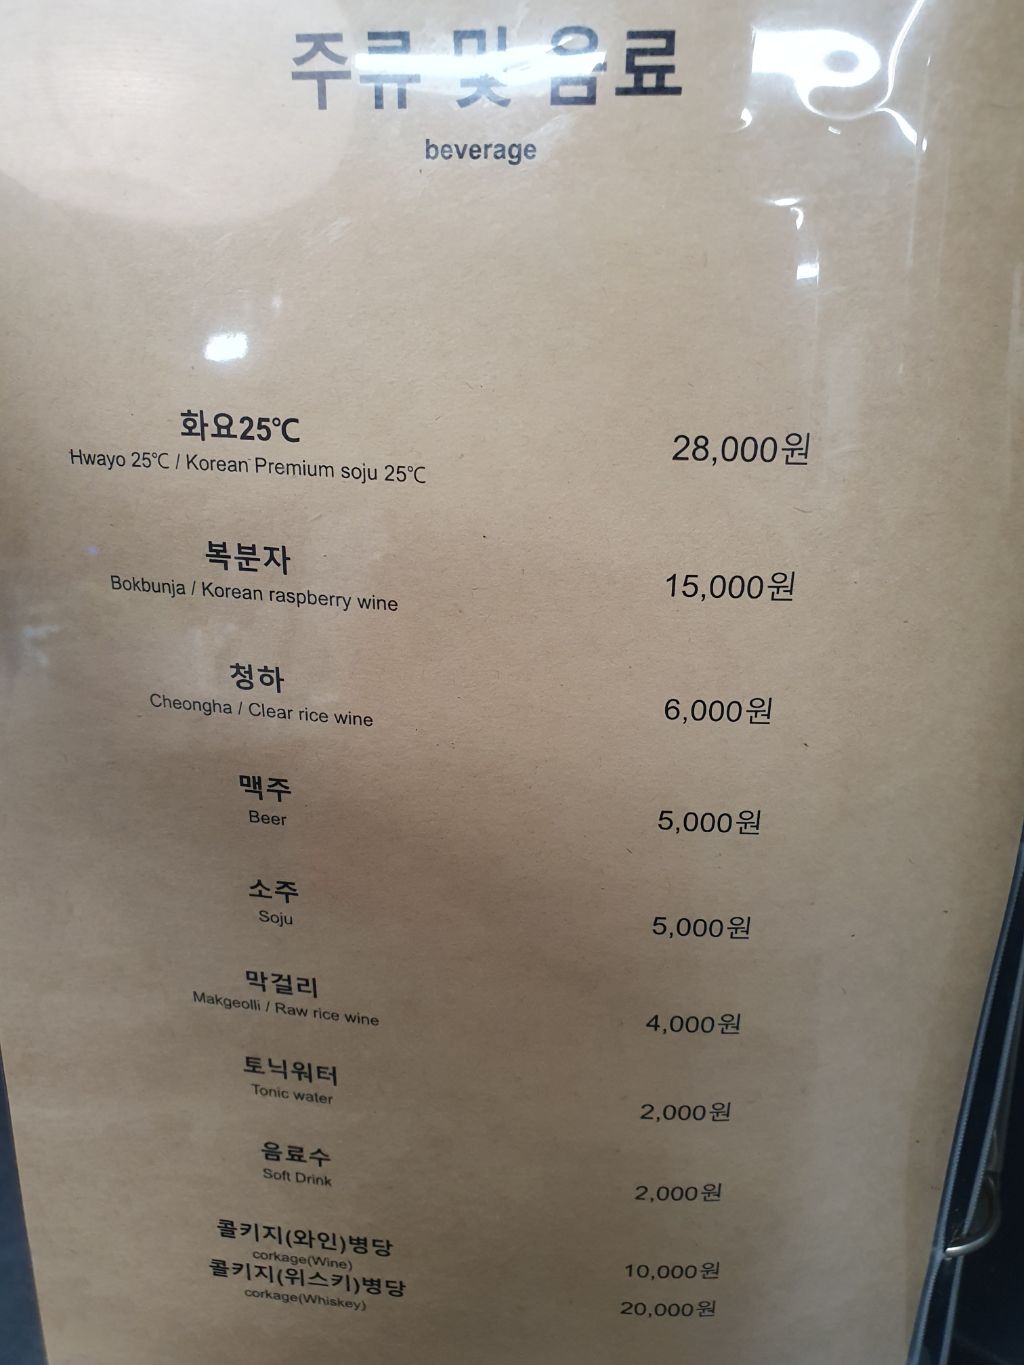 주류 및 음료
beverage
화요25℃
Hwayo 25℃ / Korean Premium soju 25℃
28,000원
복분자
Bokbunja / Korean raspberry wine
15,000원
청하
Cheongha / Clear rice wine
6,000원
맥주
Beer
5,000원
소주
Soju
5,000원
막걸리
Makgeolli / Raw rice wine
4,000원
토닉워터
Tonic water
2,000원
음료수
Soft Drink
2,000원
콜키지(와인)병당
corkage(Wine)
10,000원
콜키지(위스키)병당
corkage(Whiskey)
20,000원